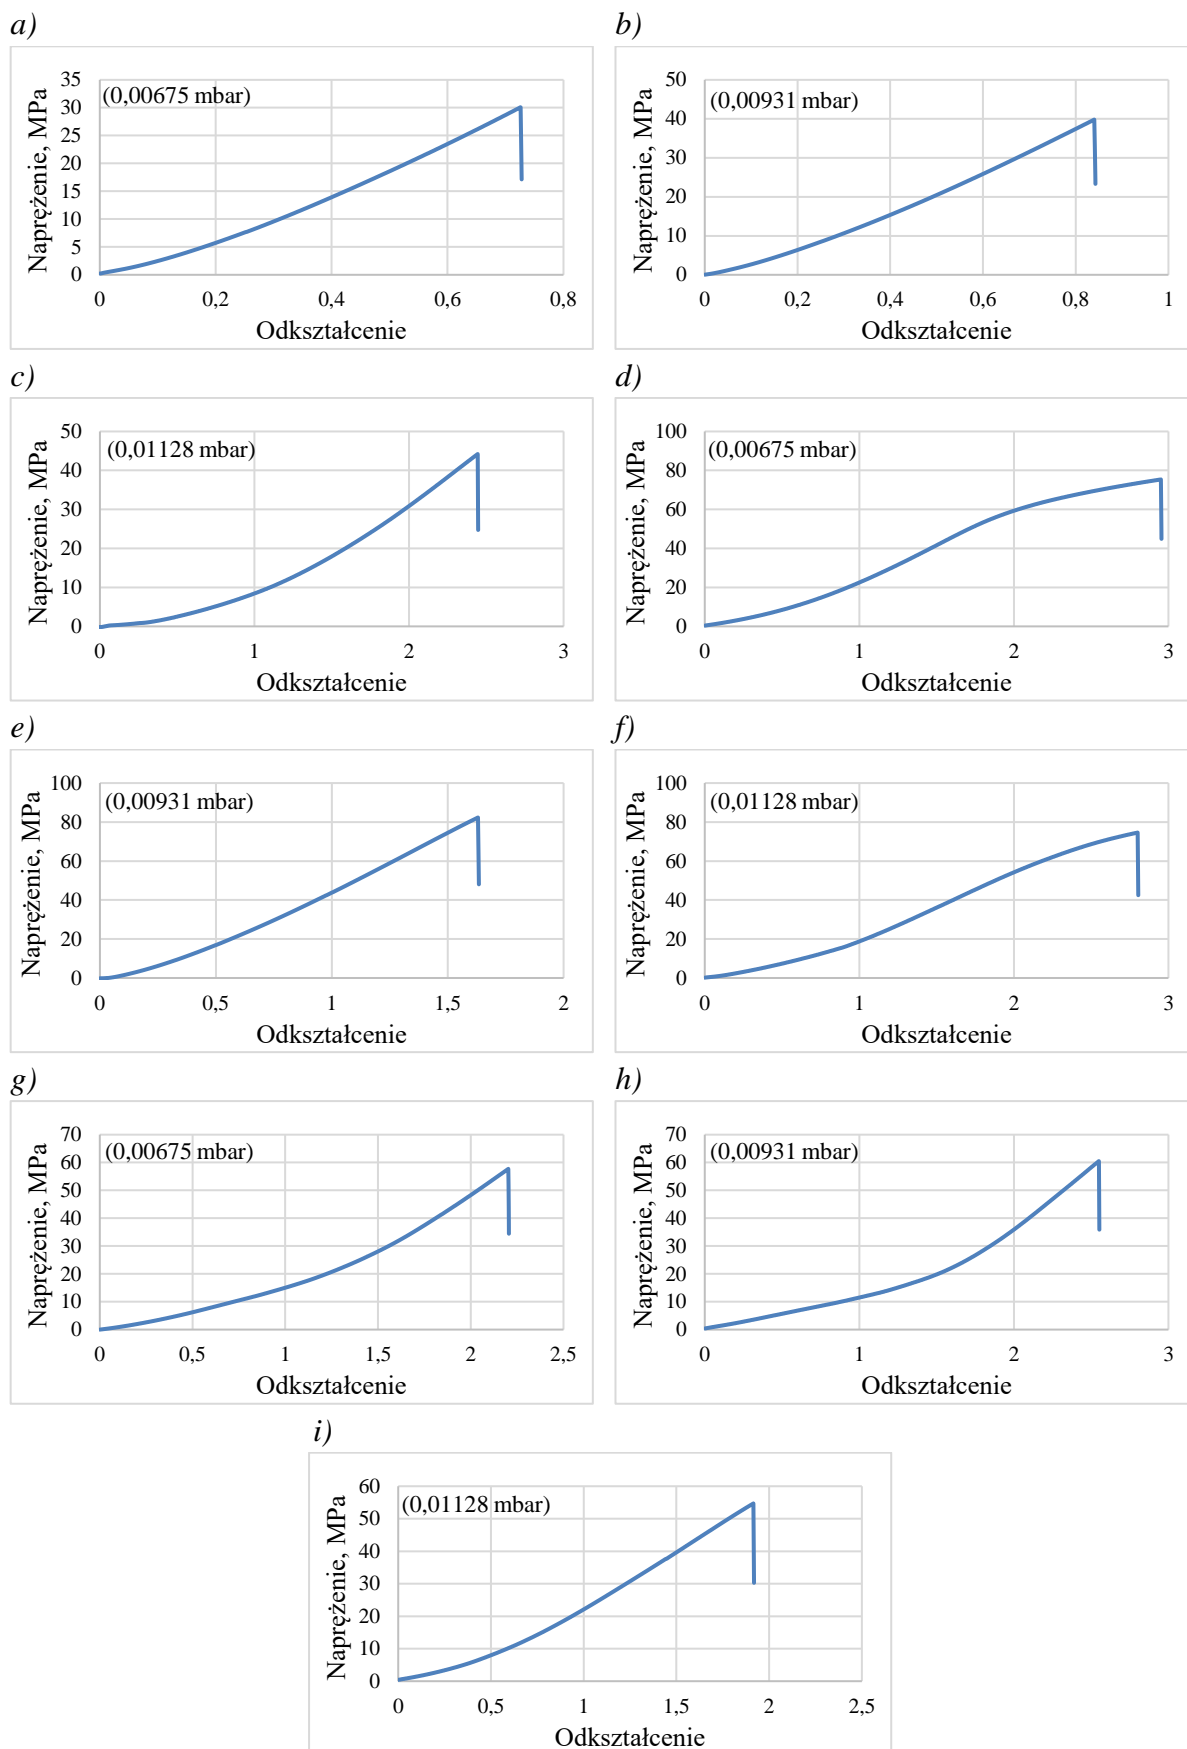 a)
(0,00675 mbar)
Naprężenie, MPa
35
30
25
20
15
10
5
0
0 0,2 0,4 0,6 0,8
Odkształcenie
b)
(0,00931 mbar)
Naprężenie, MPa
50
40
30
20
10
0
0 0,2 0,4 0,6 0,8 1
Odkształcenie
c)
(0,01128 mbar)
Naprężenie, MPa
50
40
30
20
10
0
0 1 2 3
Odkształcenie
d)
(0,00675 mbar)
Naprężenie, MPa
100
80
60
40
20
0
0 1 2 3
Odkształcenie
e)
(0,00931 mbar)
Naprężenie, MPa
100
80
60
40
20
0
0 0,5 1 1,5 2
Odkształcenie
f)
(0,01128 mbar)
Naprężenie, MPa
100
80
60
40
20
0
0 1 2 3
Odkształcenie
g)
(0,00675 mbar)
Naprężenie, MPa
70
60
50
40
30
20
10
0
0 0,5 1 1,5 2 2,5
Odkształcenie
h)
(0,00931 mbar)
Naprężenie, MPa
70
60
50
40
30
20
10
0
0 1 2 3
Odkształcenie
i)
(0,01128 mbar)
Naprężenie, MPa
60
50
40
30
20
10
0
0 0,5 1 1,5 2 2,5
Odkształcenie